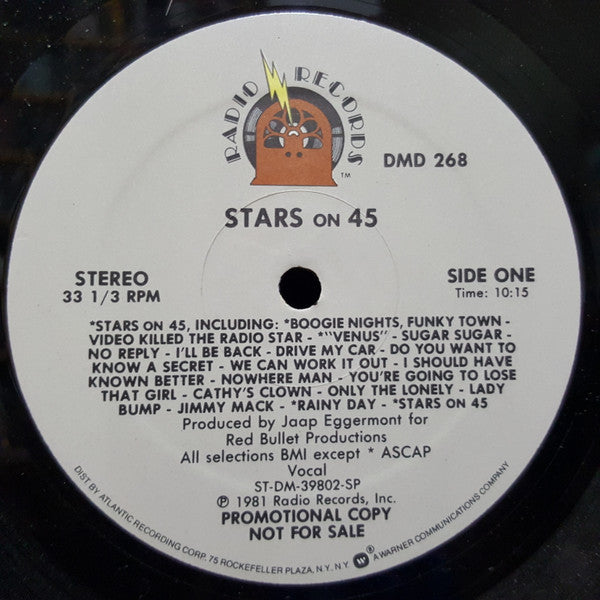 RADIO RECORDS
TM
DMD 268
STARS ON 45
STEREO
33 1/3 RPM
SIDE ONE
Time: 10:15
*STARS ON 45, INCLUDING: *BOOGIE NIGHTS, FUNKY TOWN -
VIDEO KILLED THE RADIO STAR - *"VENUS" - SUGAR SUGAR -
NO REPLY - I'LL BE BACK - DRIVE MY CAR - DO YOU WANT TO
KNOW A SECRET - WE CAN WORK IT OUT - I SHOULD HAVE
KNOWN BETTER - NOWHERE MAN - YOU'RE GOING TO LOSE
THAT GIRL - CATHY'S CLOWN - ONLY THE LONELY - LADY
BUMP - JIMMY MACK - *RAINY DAY - *STARS ON 45
Produced by Jaap Eggermont for
Red Bullet Productions
All selections BMI except * ASCAP
Vocal
ST-DM-39802-SP
℗ 1981 Radio Records, Inc.
PROMOTIONAL COPY
NOT FOR SALE
DIST. BY ATLANTIC RECORDING CORP. 75 ROCKEFELLER PLAZA, N.Y. N.Y. ® A WARNER COMMUNICATIONS COMPANY